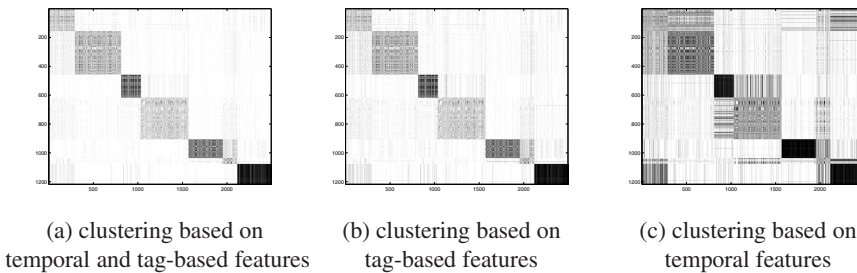 200
400
600
800
1000
1200
500 1000 1500 2000
200
400
600
800
1000
1200
500 1000 1500 2000
200
400
600
800
1000
1200
500 1000 1500 2000
(a) clustering based on
temporal and tag-based features
(b) clustering based on
tag-based features
(c) clustering based on
temporal features